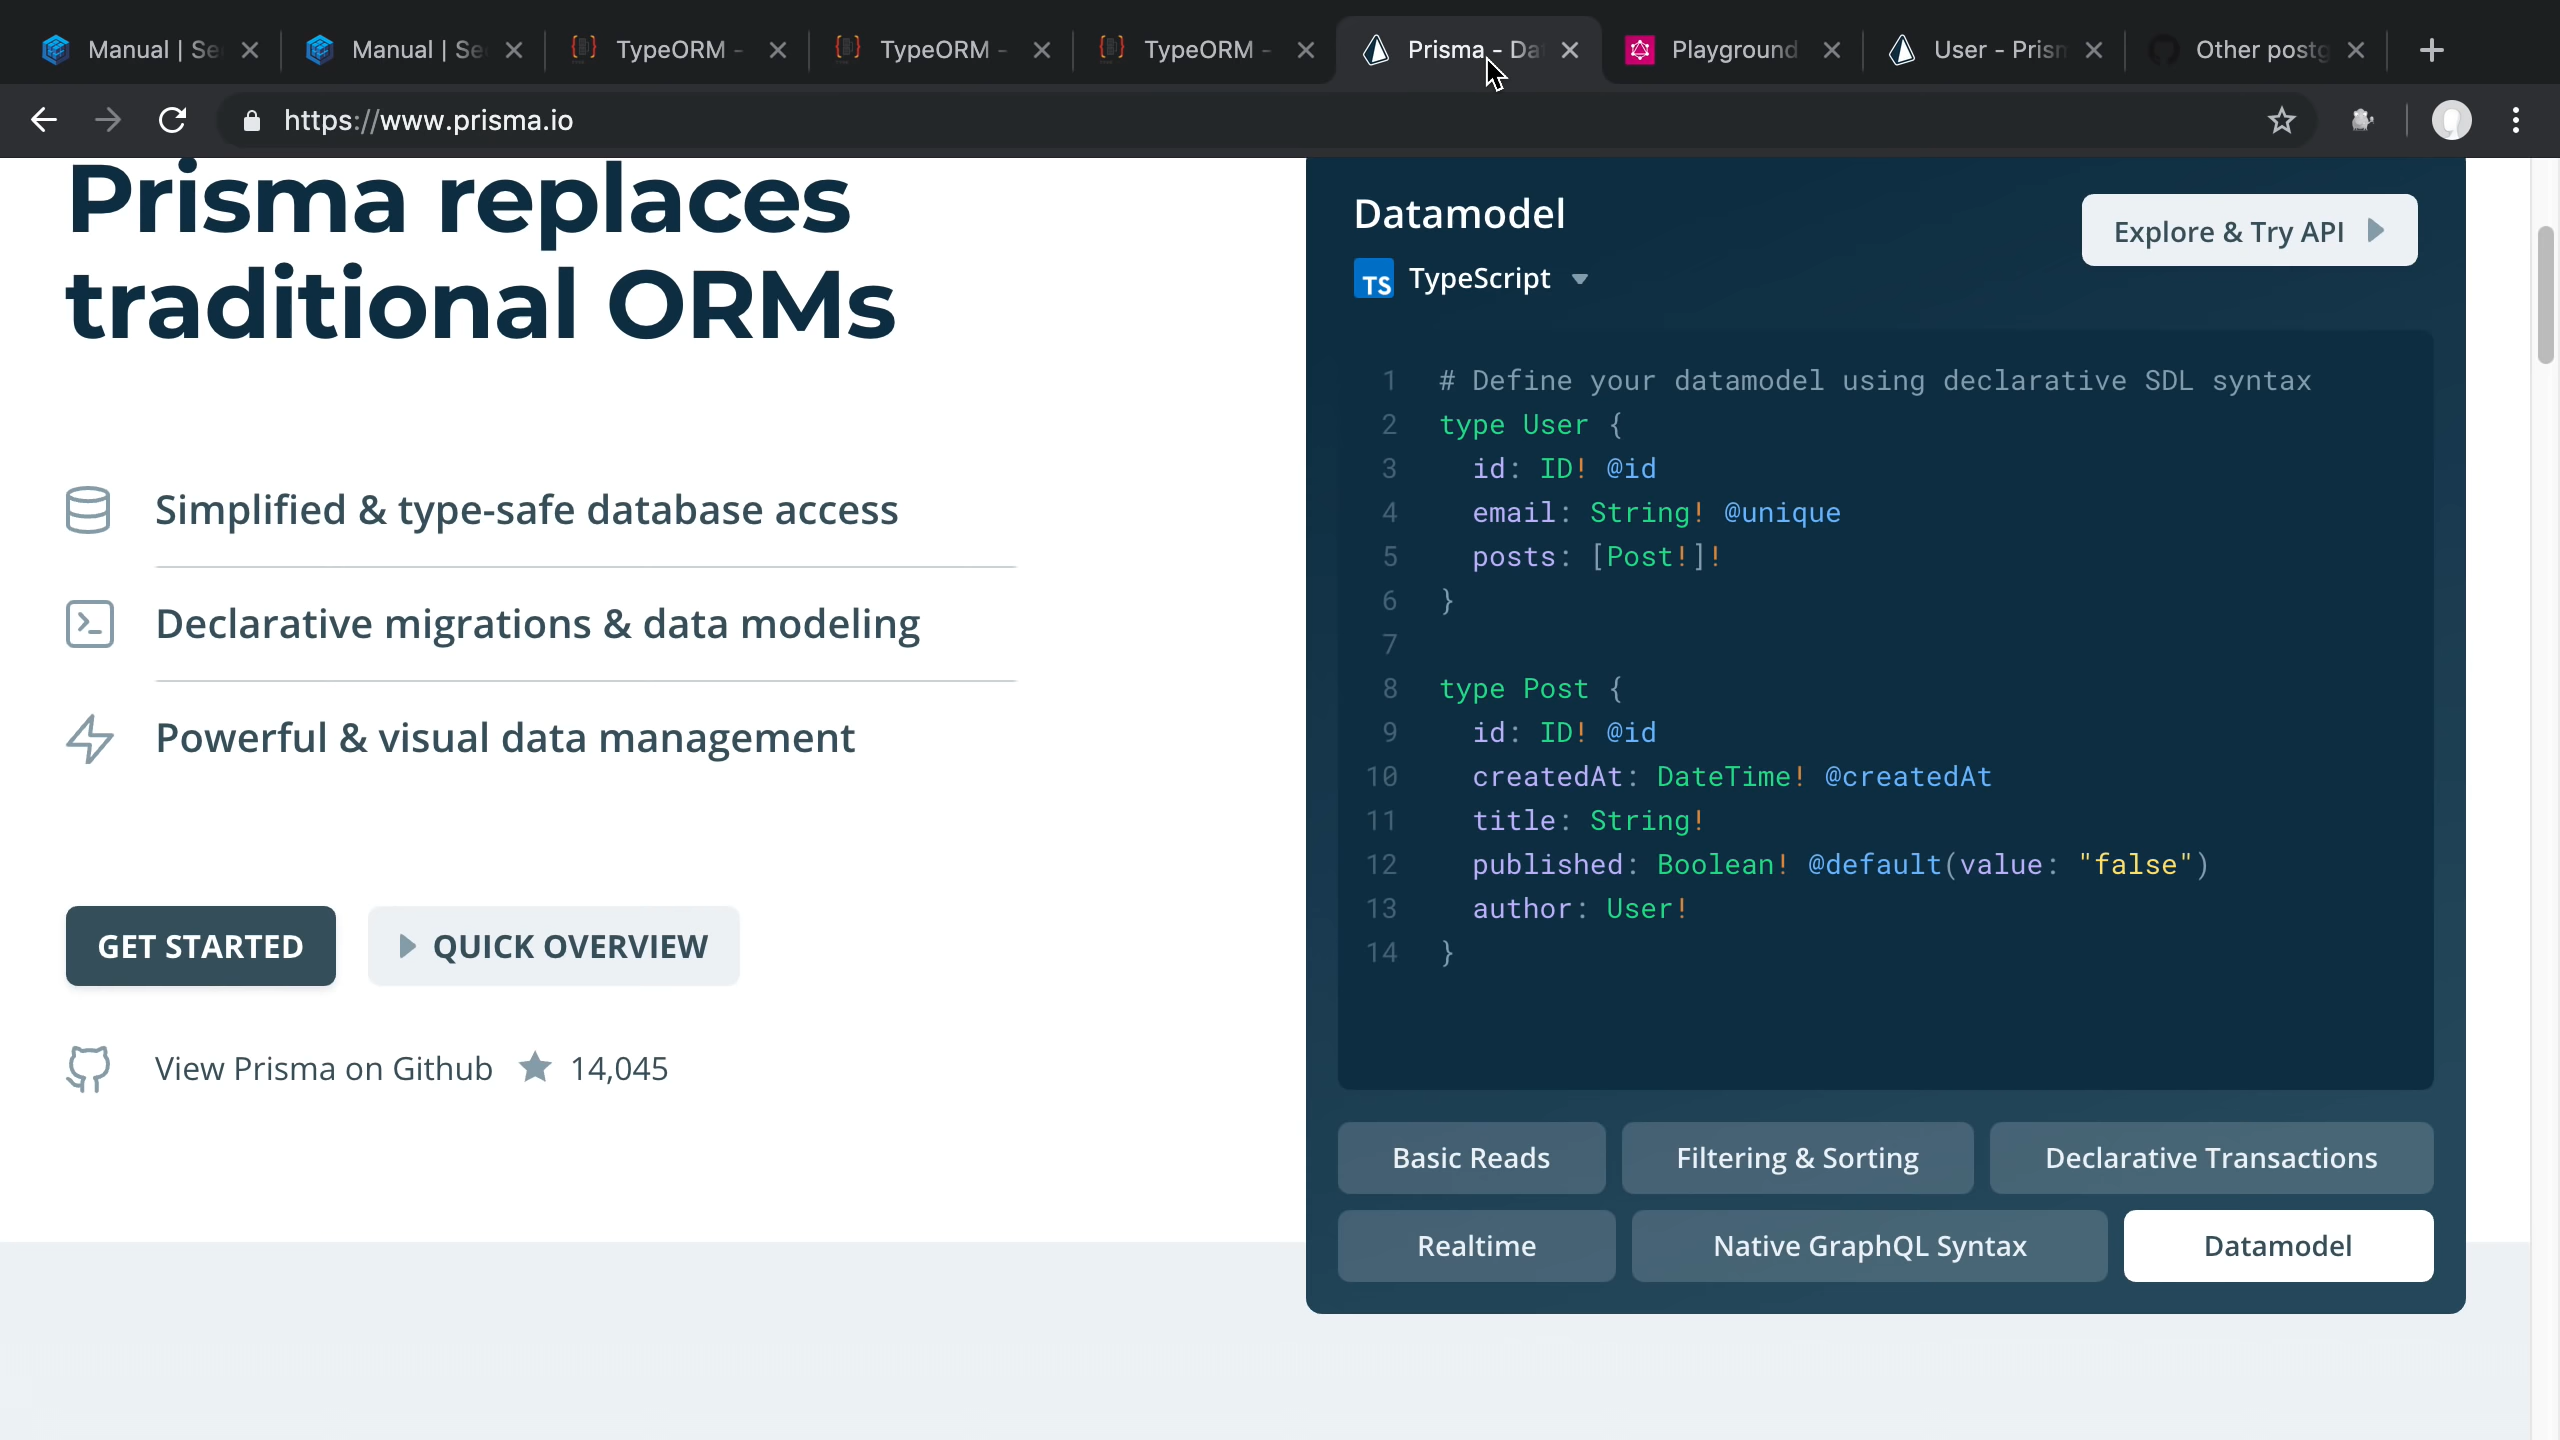 Manual | Se
Manual | Se
TypeORM -
TypeORM -
TypeORM -
Prisma - Da
Playground
User - Prism
Other postg
https://www.prisma.io
Prisma replaces
traditional ORMs
Simplified & type-safe database access
Declarative migrations & data modeling
Powerful & visual data management
GET STARTED
QUICK OVERVIEW
View Prisma on Github 14,045
Datamodel
Explore & Try API
TS TypeScript
1 # Define your datamodel using declarative SDL syntax
2 type User {
3 id: ID! @id
4 email: String! @unique
5 posts: [Post!]!
6 }
7
8 type Post {
9 id: ID! @id
10 createdAt: DateTime! @createdAt
11 title: String!
12 published: Boolean! @default(value: "false")
13 author: User!
14 }
Basic Reads
Filtering & Sorting
Declarative Transactions
Realtime
Native GraphQL Syntax
Datamodel